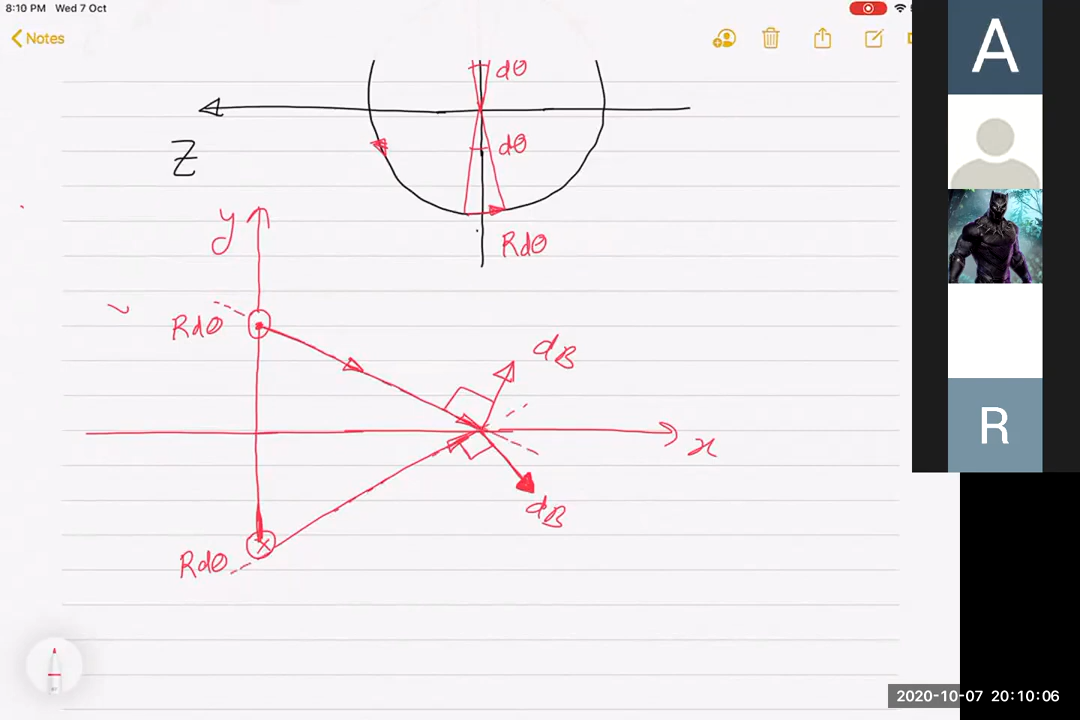 8:10 PM Wed 7 Oct
Notes
dθ
dθ
Z
Rdθ
y
Rdθ
dB
x
dB
Rdθ
A
R
2020-10-07 20:10:06